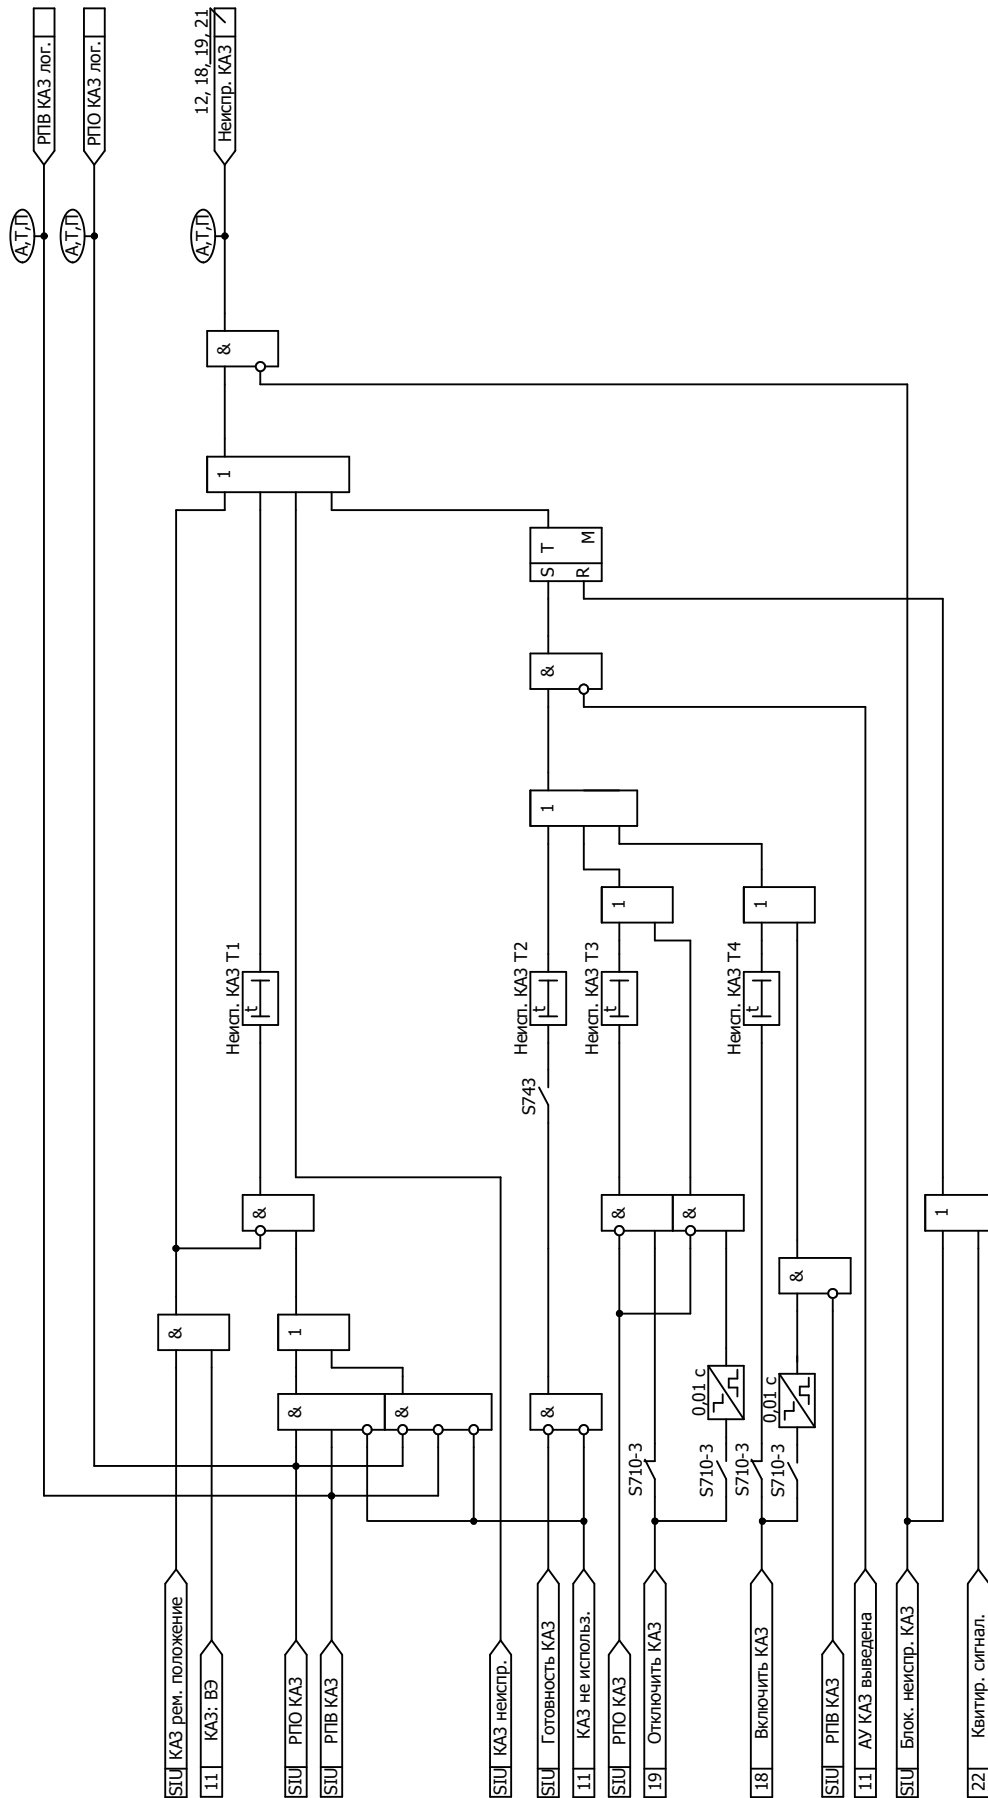 РПВ КАЗ лог.
РПО КАЗ лог.
12, 18, 19, 21
Неиспр. КАЗ
А,Т,П
А,Т,П
А,Т,П
&
1
S T
R M
&
1
1
1
Неисп. КАЗ Т1
t
Неисп. КАЗ Т2
t
Неисп. КАЗ Т3
t
Неисп. КАЗ Т4
t
S743
&
&
&
1
&
&
1
&
&
&
0,01 с
0,01 с
S710-3
S710-3
S710-3
S710-3
SIU КАЗ рем. положение
11 КАЗ: ВЭ
SIU РПО КАЗ
SIU РПВ КАЗ
SIU КАЗ неиспр.
SIU Готовность КАЗ
11 КАЗ не использ.
SIU РПО КАЗ
19 Отключить КАЗ
18 Включить КАЗ
SIU РПВ КАЗ
11 АУ КАЗ выведена
SIU Блок. неиспр. КАЗ
22 Квитир. сигнал.